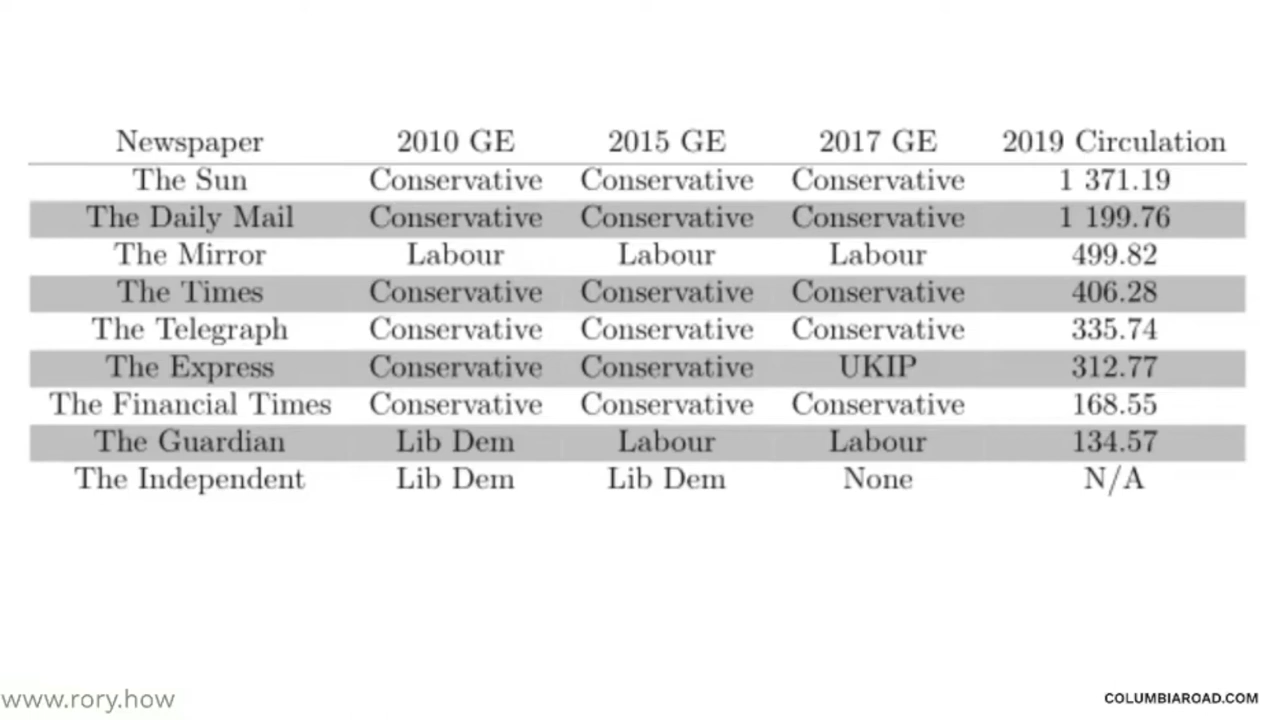 Newspaper 2010 GE 2015 GE 2017 GE 2019 Circulation
The Sun Conservative Conservative Conservative 1 371.19
The Daily Mail Conservative Conservative Conservative 1 199.76
The Mirror Labour Labour Labour 499.82
The Times Conservative Conservative Conservative 406.28
The Telegraph Conservative Conservative Conservative 335.74
The Express Conservative Conservative UKIP 312.77
The Financial Times Conservative Conservative Conservative 168.55
The Guardian Lib Dem Labour Labour 134.57
The Independent Lib Dem Lib Dem None N/A
www.rory.how COLUMBIAROAD.COM